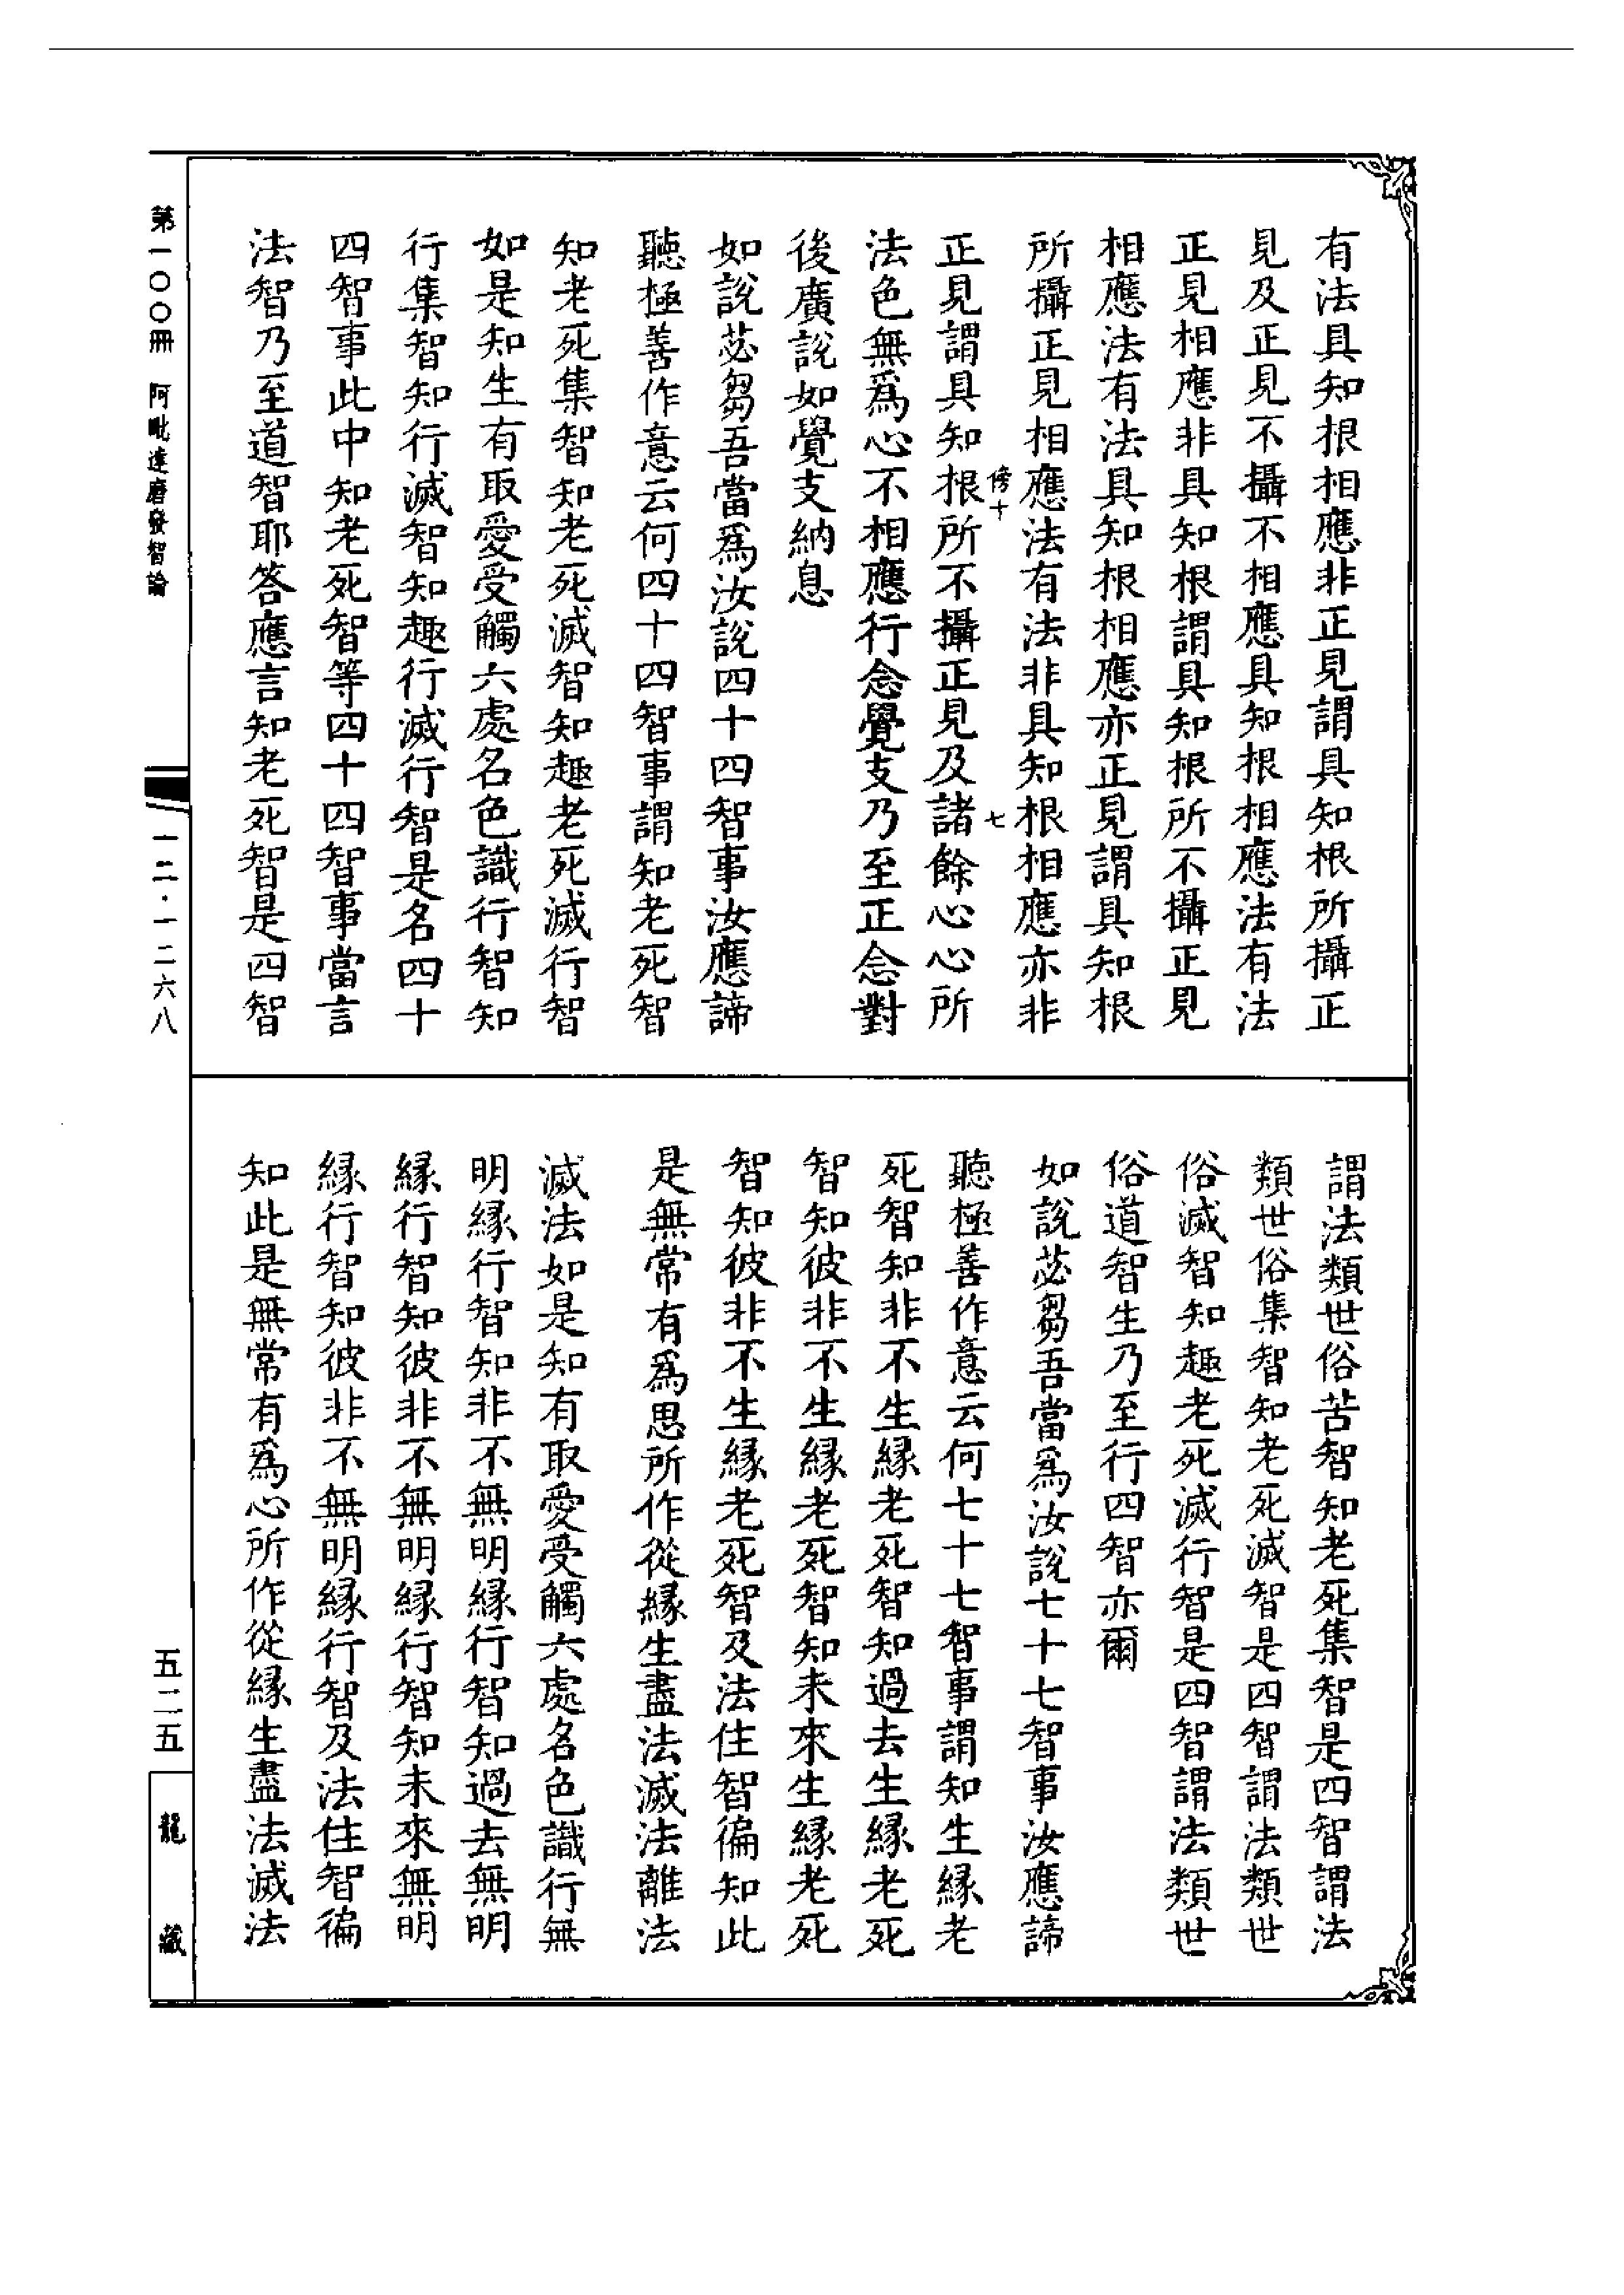 有法具知根相應非正見謂具知根所攝正
見及正見不攝不相應具知根相應法有法
正見相應非具知根謂具知根所不攝正見
相應法有法具知根相應亦正見謂具知根
所攝正見相應法有法非具知根相應亦非
傍十 七
正見謂具知根所不攝正見及諸餘心心所
法色無爲心不相應行念覺支乃至正念對
後廣說如覺支納息
如說苾芻吾當爲汝說四十四智事汝應諦
聽極善作意云何四十四智事謂知老死智
知老死集智知老死滅智知趣老死滅行智
如是知生有取愛受觸六處名色識行智知
行集智知行滅智知趣行滅行智是名四十
四智事此中知老死智等四十四智事當言
法智乃至道智耶答應言知老死智是四智
謂法類世俗苦智知老死集智是四智謂法
類世俗集智知老死滅智是四智謂法類世
俗滅智知趣老死滅行智是四智謂法類世
俗道智生乃至行四智亦爾
如說苾芻吾當爲汝說七十七智事汝應諦
聽極善作意云何七十七智事謂知生緣老
死智知非不生緣老死智知過去生緣老死
智知彼非不生緣老死智知未來生緣老死
智知彼非不生緣老死智及法住智徧知此
是無常有爲思所作從緣生盡法滅法離法
滅法如是知有取愛受觸六處名色識行無
明緣行智知非不無明緣行智知過去無明
緣行智知彼非不無明緣行智知未來無明
緣行智知彼非不無明緣行智及法住智徧
知此是無常有爲心所作從緣生盡法滅法
第一〇〇冊 阿毗達磨發智論
一二·一二六八
五二五
龍藏